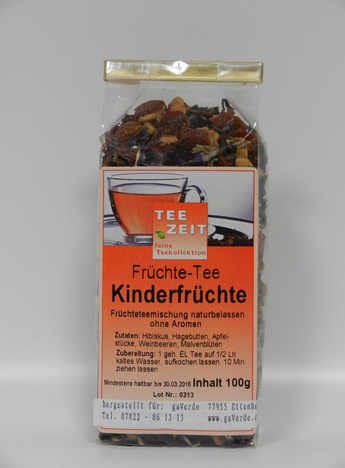 TEE
ZEIT
feine
Teekollektion
Früchte-Tee
Kinderfrüchte
Früchteteemischung naturbelassen
ohne Aromen
Zutaten: Hibiskus, Hagebutten, Apfel-
stücke, Weinbeeren, Malvenblüten
Zubereitung: 1 geh. EL Tee auf 1/2 Ltr
kaltes Wasser, aufkochen lassen. 10 Min
ziehen lassen
Mindestens haltbar bis 30.03.2016 Inhalt 100g
Lot Nr.: 0313
hergestellt für: gaVerde 77955 Ettenhe
Tel. 07822 - 86 13 13 www.gaVerde.